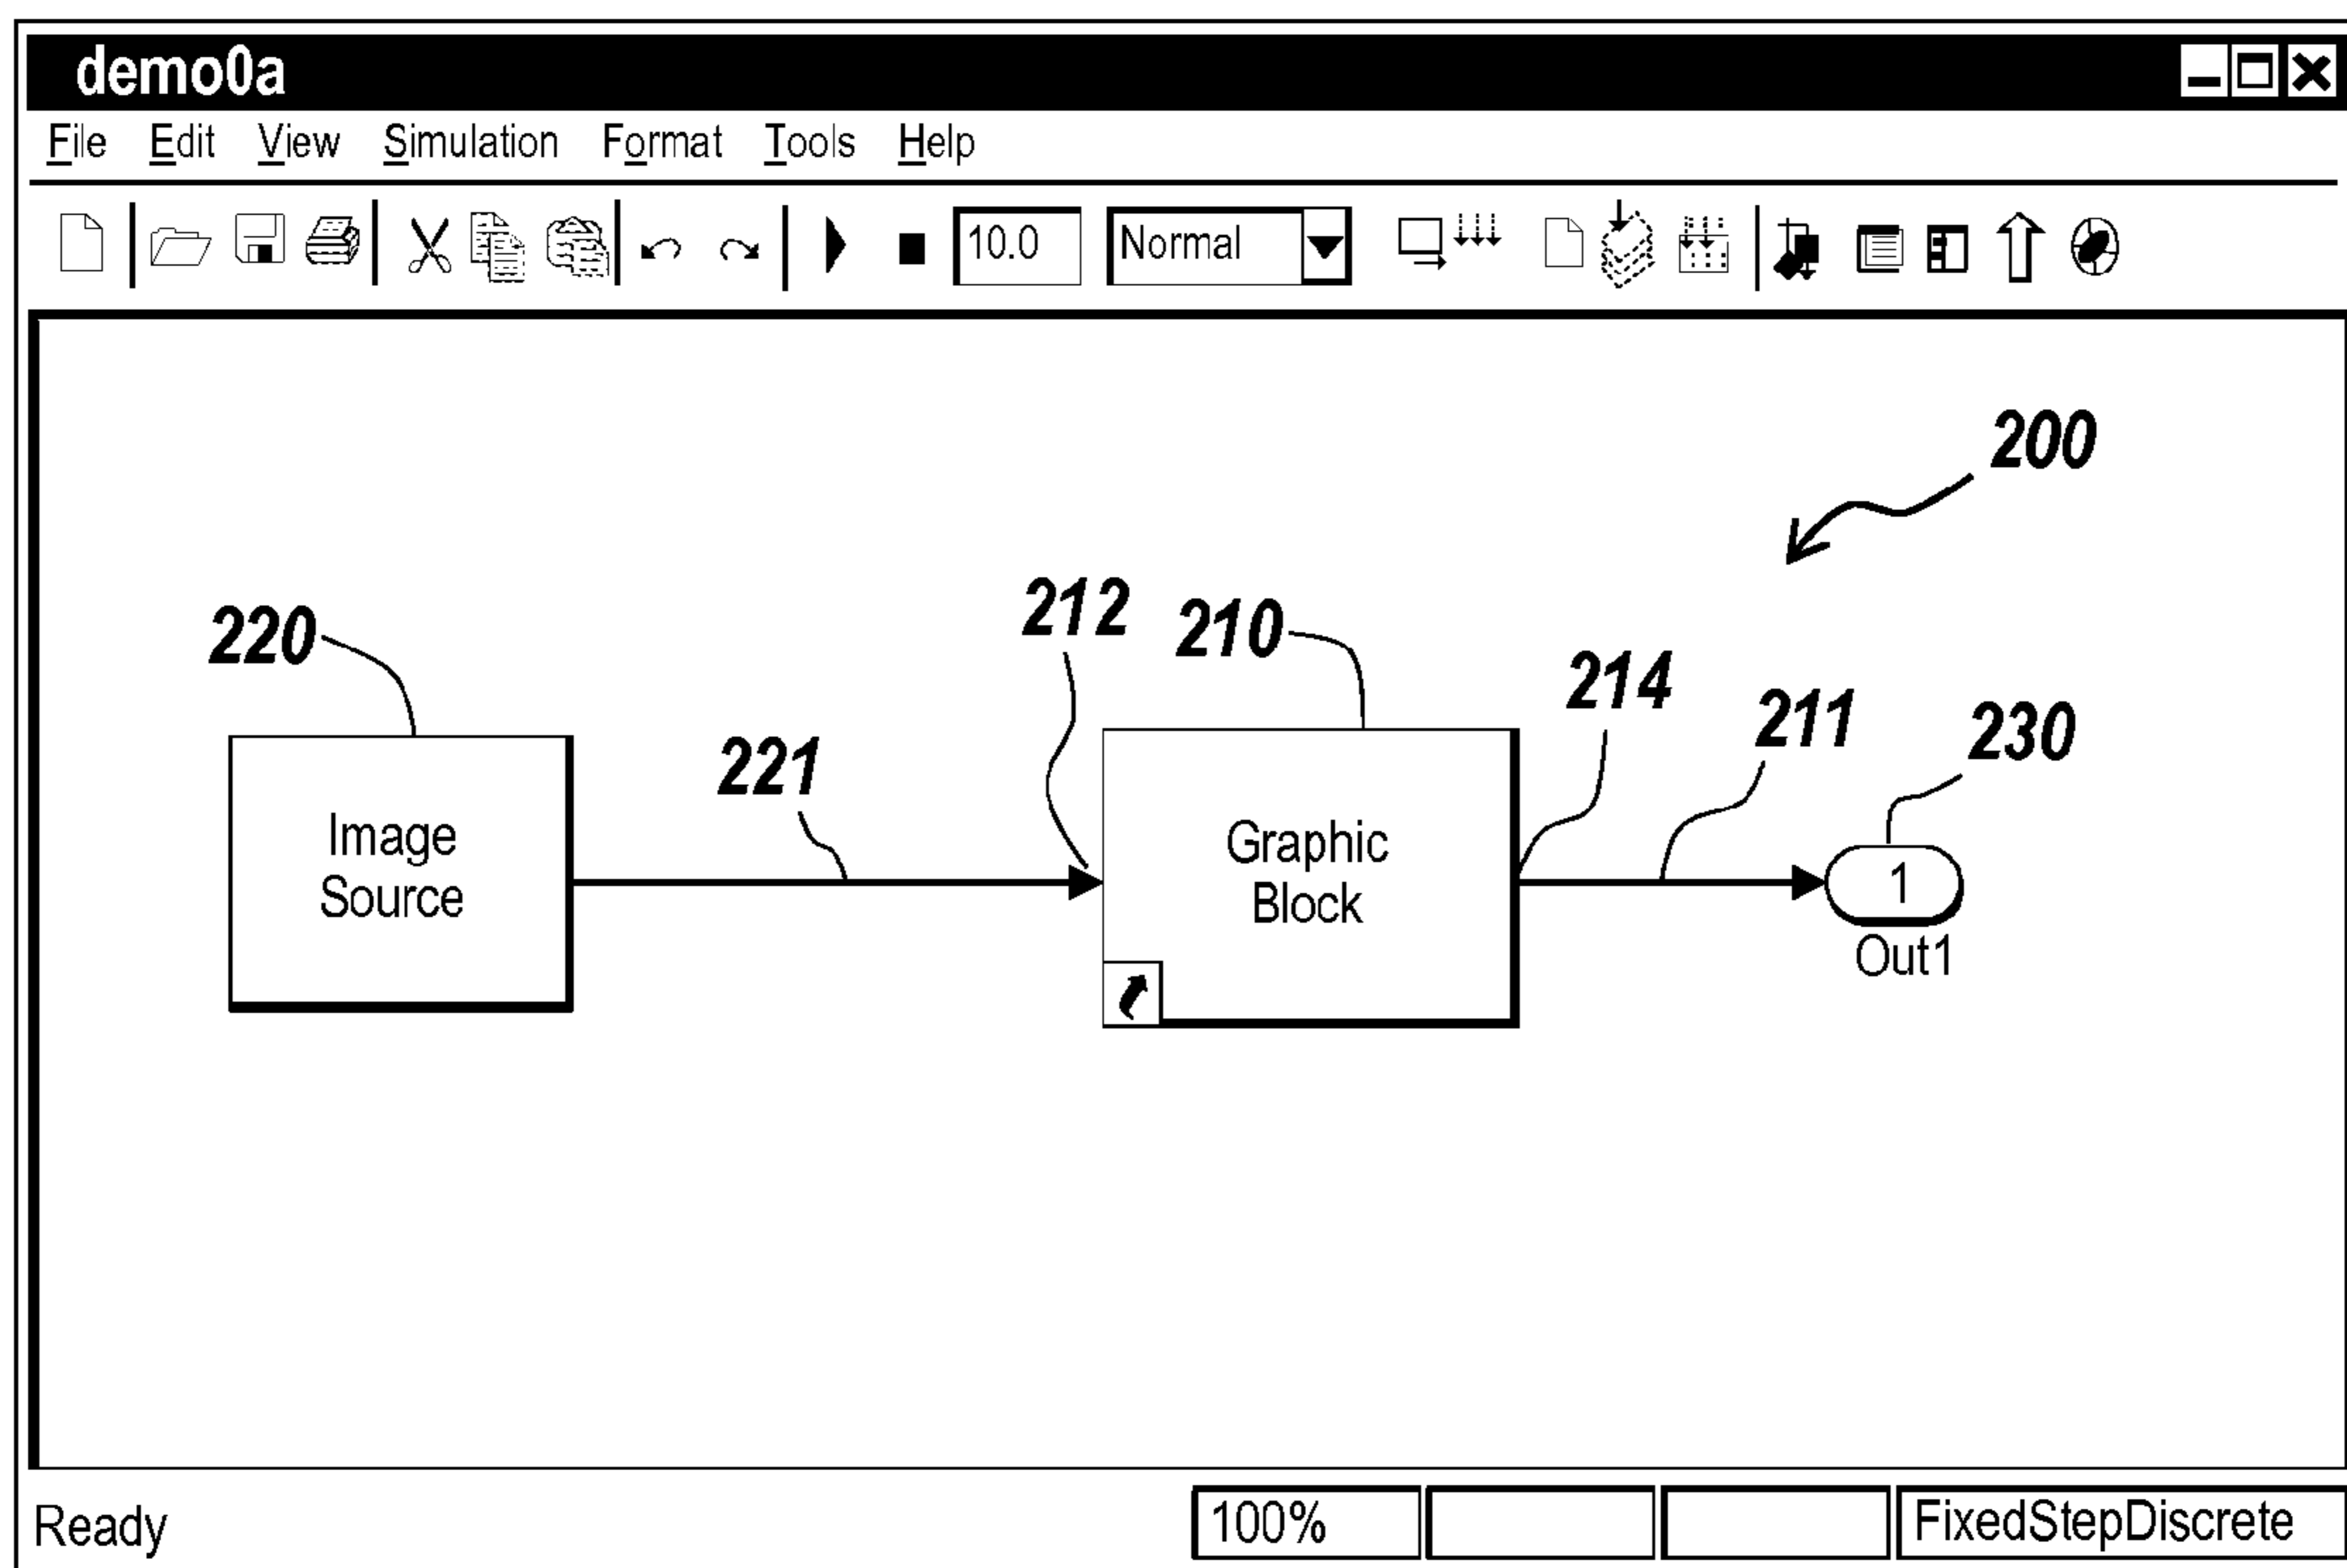 demo0a
File Edit View Simulation Format Tools Help
10.0 Normal
200
212 210
220
214
211
230
221
Image
Source
Graphic
Block
1
Out1
Ready 100% FixedStepDiscrete